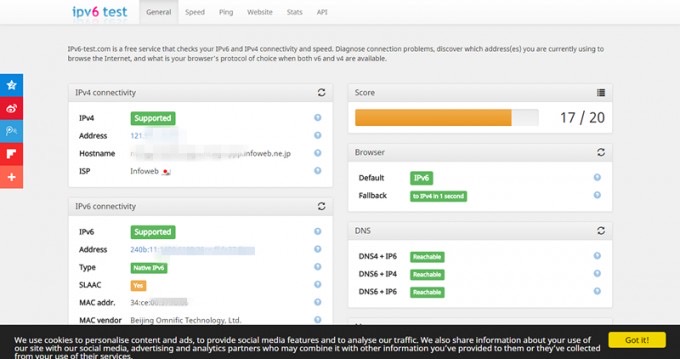 ipv6 test
General Speed Ping Website Stats API
IPv6-test.com is a free service that checks your IPv6 and IPv4 connectivity and speed. Diagnose connection problems, discover which address(es) you are currently using to
browse the Internet, and what is your browser's protocol of choice when both v6 and v4 are available.
IPv4 connectivity
IPv4 Supported
Address 121.
Hostname infoweb.ne.jp
ISP Infoweb
IPv6 connectivity
IPv6 Supported
Address 240b:11
Type Native IPv6
SLAAC Yes
MAC addr. 34:ce:
MAC vendor Beijing Omnific Technology, Ltd.
Score
17 / 20
Browser
Default IPv6
Fallback to IPv4 in 1 second
DNS
DNS4 + IP6 Reachable
DNS6 + IP4 Reachable
DNS6 + IP6 Reachable
We use cookies to personalise content and ads, to provide social media features and to analyse our traffic. We also share information about your use of
our site with our social media, advertising and analytics partners who may combine it with other information you've provided to them or they've collected
from your use of their services.
Got it!